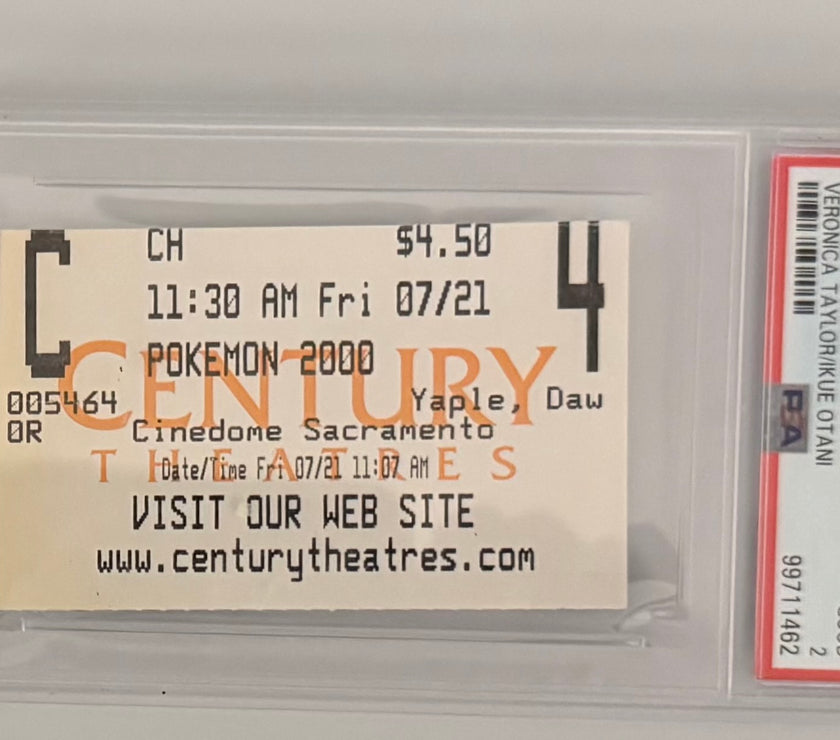 C CH $4.50 4
11:30 AM Fri 07/21
POKEMON 2000
CENTURY
005464 Yaple, Daw
0R Cinedome Sacramento
THEATRES
Date/Time Fri 07/21 11:07 AM
VISIT OUR WEB SITE
www.centurytheatres.com
VERONICA TAYLOR/IKUE OTANI
PSA
2
99711462